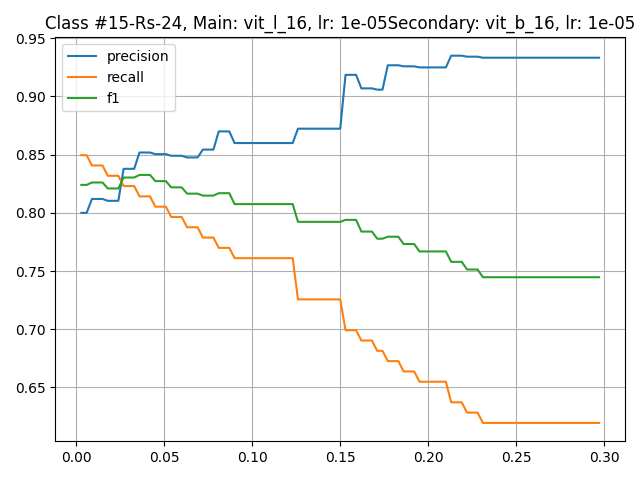 Class #15-Rs-24, Main: vit_l_16, lr: 1e-05Secondary: vit_b_16, lr: 1e-05
precision
recall
f1
0.95
0.90
0.85
0.80
0.75
0.70
0.65
0.00 0.05 0.10 0.15 0.20 0.25 0.30